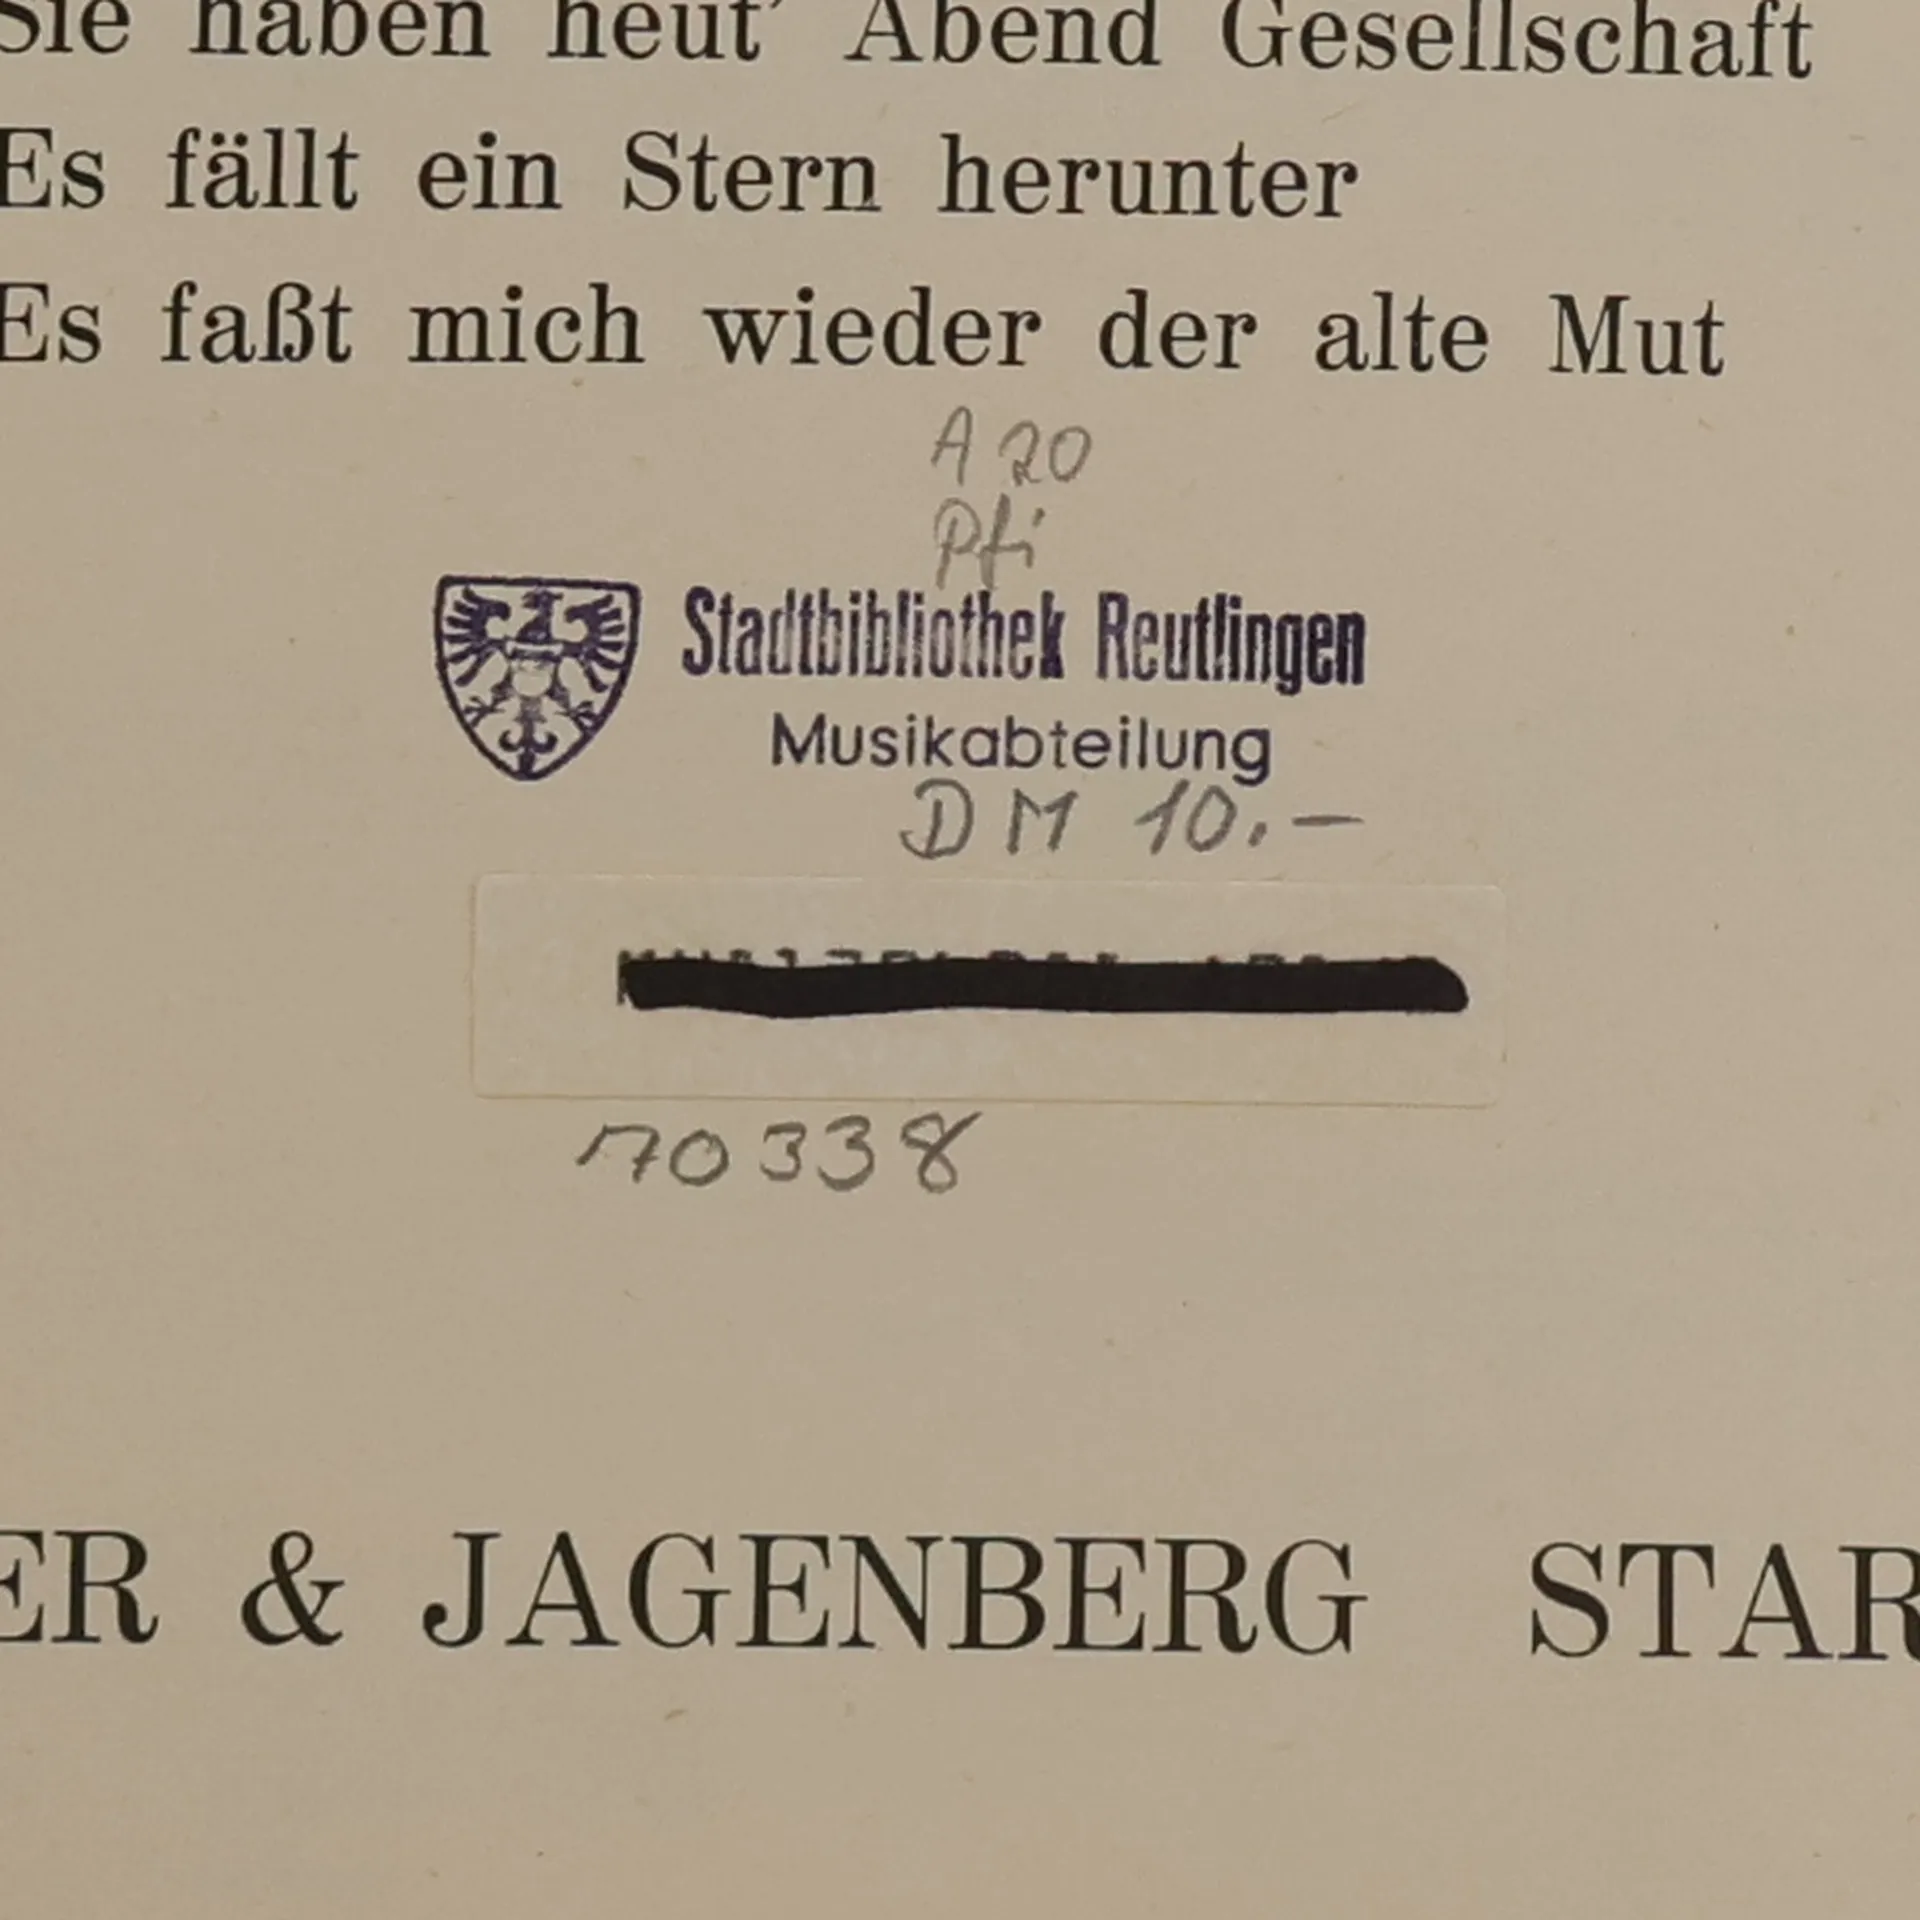 Sie haben heut' Abend Gesellschaft
Es fällt ein Stern herunter
Es faßt mich wieder der alte Mut
A 20
Pfi
Stadtbibliothek Reutlingen
Musikabteilung
DM 10.-
70338
ER & JAGENBERG STAR